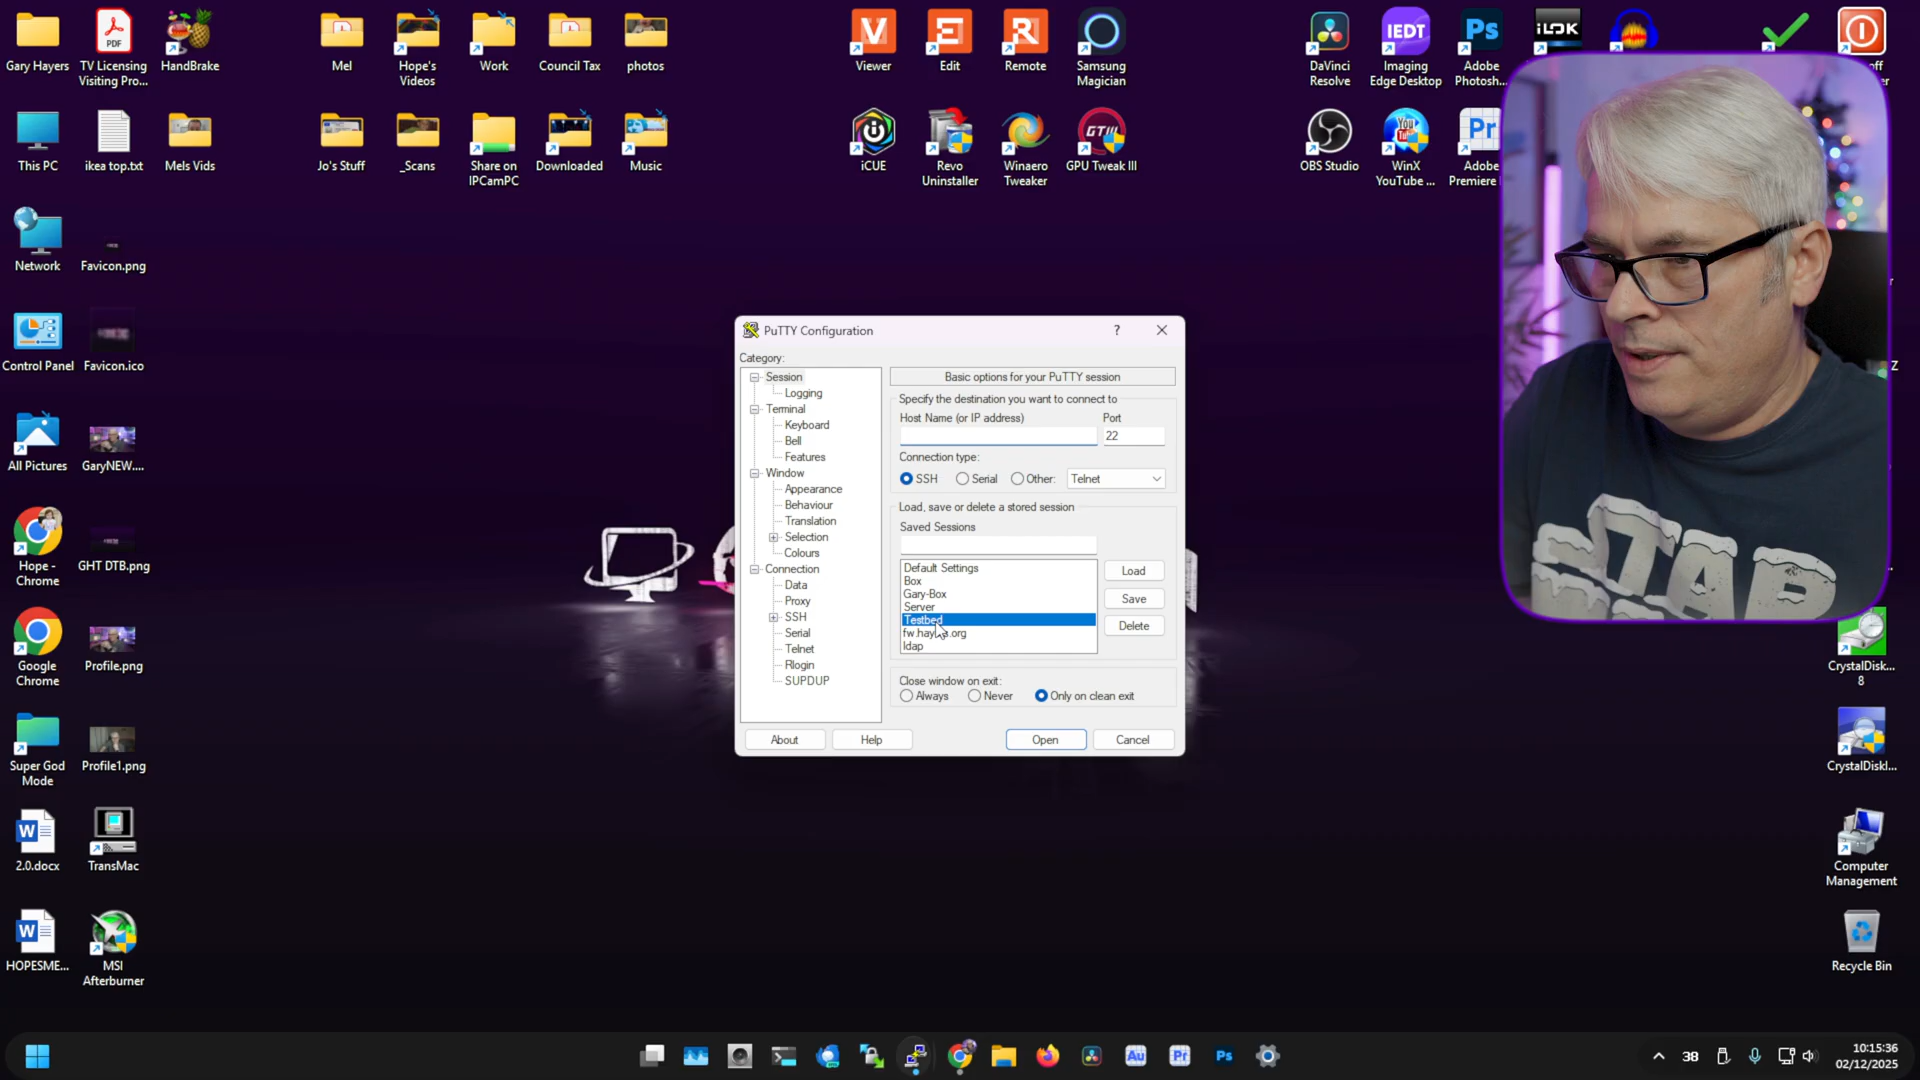 Gary Hayers
TV Licensing
Visiting Pro...
HandBrake
Mel
Hope's
Videos
Work
Council Tax
photos
Viewer
Edit
Remote
Samsung
Magician
DaVinci
Resolve
IEDT
Imaging
Edge Desktop
Ps
Adobe
Photosh...
iLOK
This PC
ikea top.txt
Mels Vids
Jo's Stuff
_Scans
Share on
IPCamPC
Downloaded
Music
iCUE
Revo
Uninstaller
Winaero
Tweaker
GPU Tweak III
OBS Studio
WinX
YouTube ...
Pr
Adobe
Premiere
Network
Favicon.png
Control Panel
Favicon.ico
All Pictures
GaryNEW....
Hope -
Chrome
GHT DTB.png
Google
Chrome
Profile.png
Super God
Mode
Profile1.png
2.0.docx
TransMac
HOPESME...
MSI
Afterburner
PuTTY Configuration
?
Category:
Session
Logging
Terminal
Keyboard
Bell
Features
Window
Appearance
Behaviour
Translation
Selection
Colours
Connection
Data
Proxy
SSH
Serial
Telnet
Rlogin
SUPDUP
Basic options for your PuTTY session
Specify the destination you want to connect to
Host Name (or IP address)
Port
22
Connection type:
SSH
Serial
Other:
Telnet
Load, save or delete a stored session
Saved Sessions
Default Settings
Box
Gary-Box
Server
Testbed
ldap
Load
Save
Delete
Close window on exit:
Always
Never
Only on clean exit
About
Help
Open
Cancel
CrystalDisk...
8
CrystalDiskI...
Computer
Management
Recycle Bin
38
10:15:36
02/12/2025